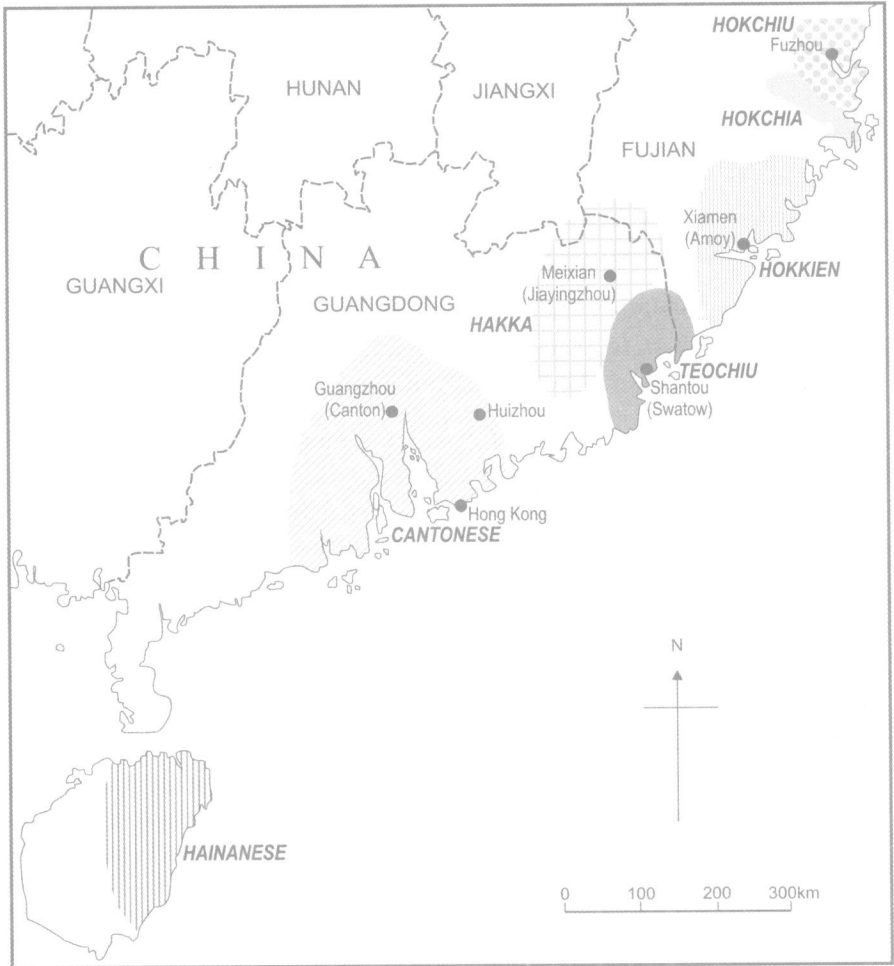 HOKCHIU
Fuzhou
HUNAN
JIANGXI
HOKCHIA
FUJIAN
Xiamen
(Amoy)
CHINA
HOKKIEN
GUANGXI
Meixian
(Jiayingzhou)
GUANGDONG
HAKKA
TEOCHIU
Shantou
(Swatow)
Guangzhou
(Canton)
Huizhou
Hong Kong
CANTONESE
N
HAINANESE
0 100 200 300km